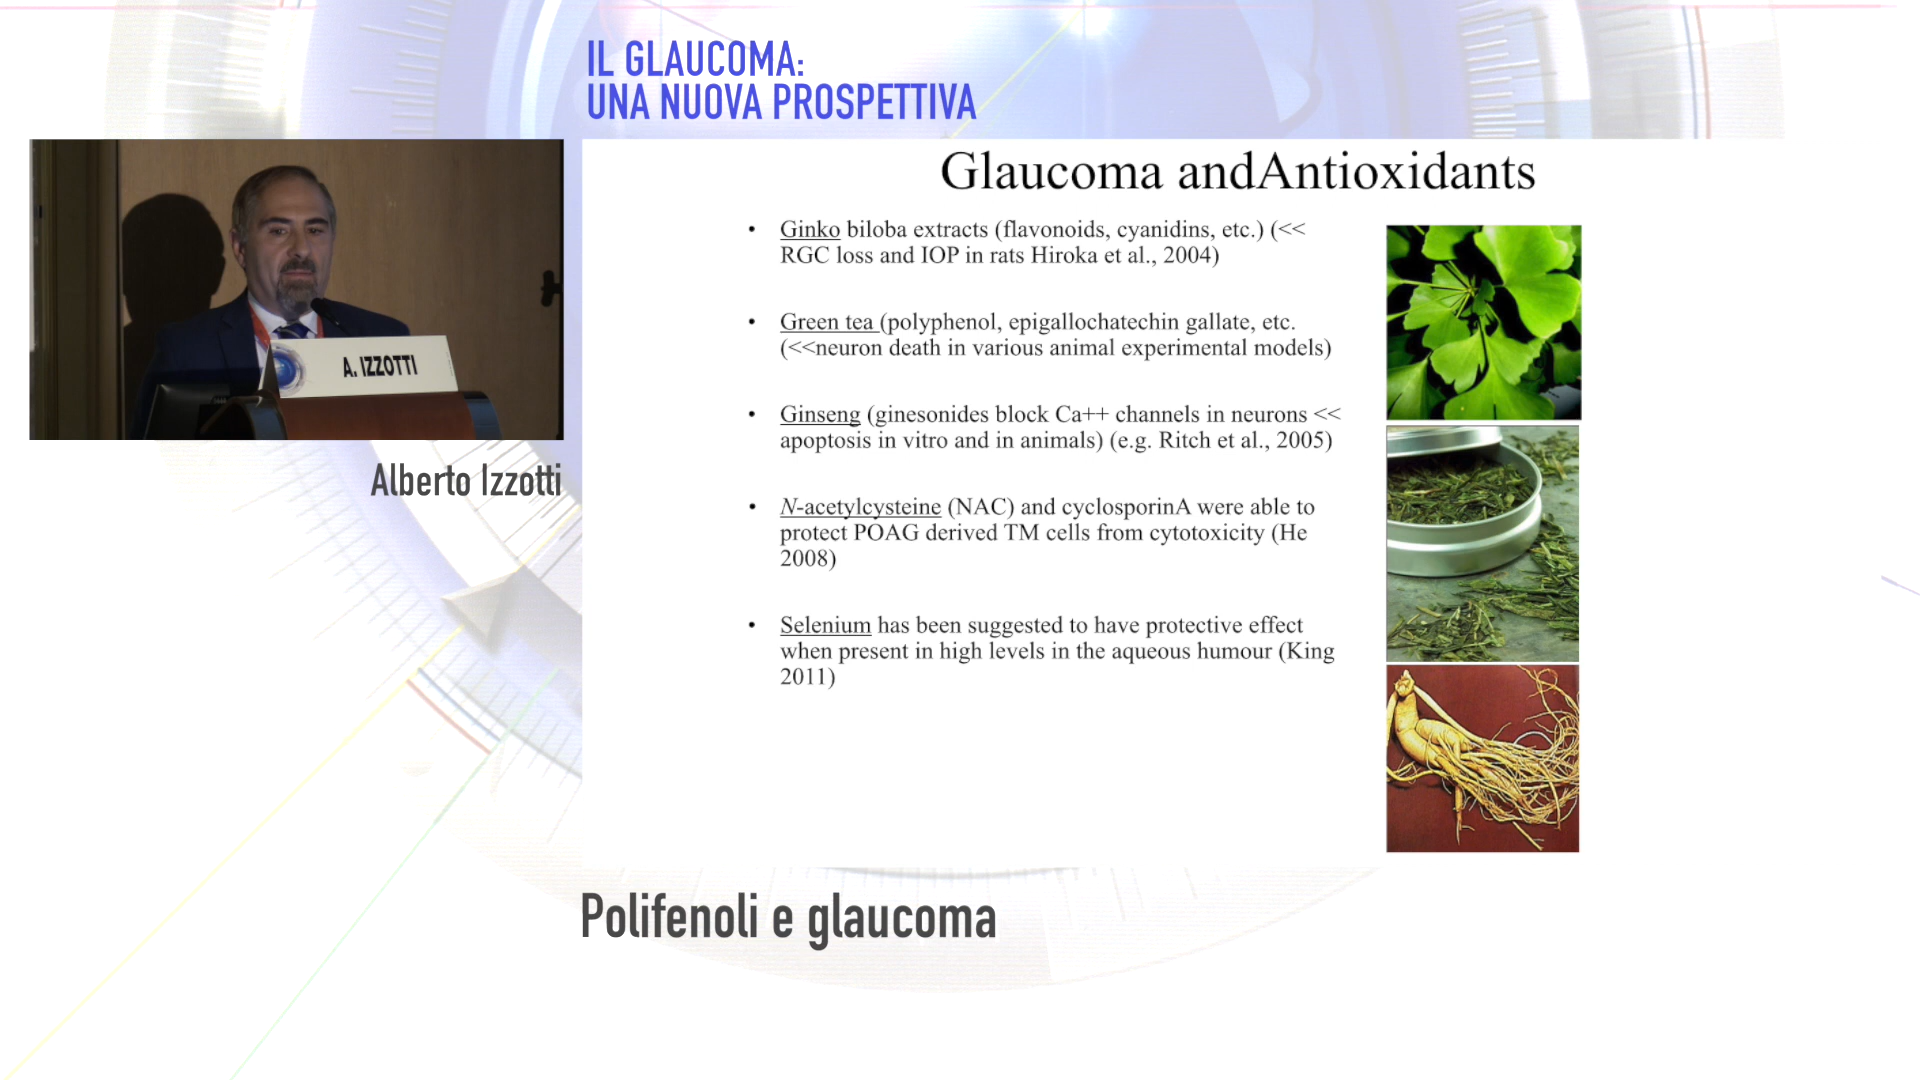 IL GLAUCOMA:
UNA NUOVA PROSPETTIVA
A. IZZOTTI
Alberto Izzotti
Glaucoma andAntioxidants
• Ginko biloba extracts (flavonoids, cyanidins, etc.) (<<
RGC loss and IOP in rats Hiroka et al., 2004)
• Green tea (polyphenol, epigallochatechin gallate, etc.
(<<neuron death in various animal experimental models)
• Ginseng (ginesonides block Ca++ channels in neurons <<
apoptosis in vitro and in animals) (e.g. Ritch et al., 2005)
• N-acetylcysteine (NAC) and cyclosporinA were able to
protect POAG derived TM cells from cytotoxicity (He
2008)
• Selenium has been suggested to have protective effect
when present in high levels in the aqueous humour (King
2011)
Polifenoli e glaucoma